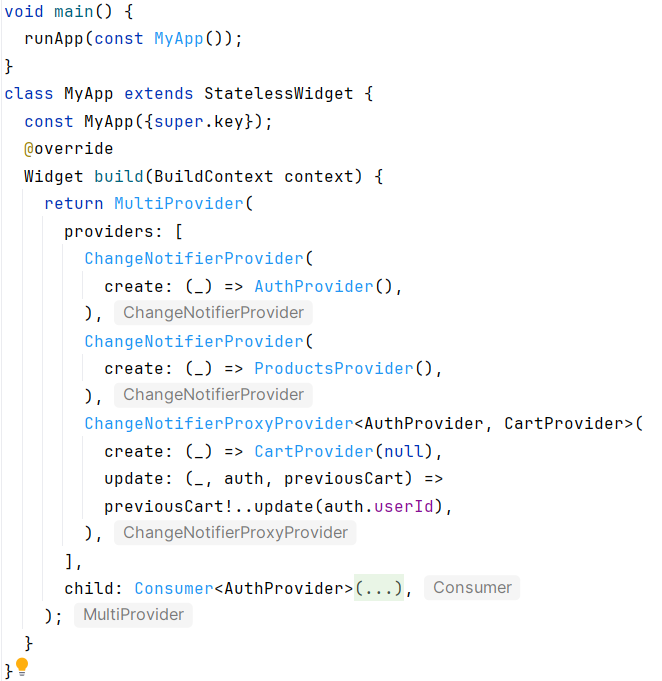 void main() {
  runApp(const MyApp());
}
class MyApp extends StatelessWidget {
  const MyApp({super.key});
  @override
  Widget build(BuildContext context) {
    return MultiProvider(
      providers: [
        ChangeNotifierProvider(
          create: (_) => AuthProvider(),
        ), ChangeNotifierProvider
        ChangeNotifierProvider(
          create: (_) => ProductsProvider(),
        ), ChangeNotifierProvider
        ChangeNotifierProxyProvider<AuthProvider, CartProvider>(
          create: (_) => CartProvider(null),
          update: (_, auth, previousCart) =>
          previousCart!..update(auth.userId),
        ), ChangeNotifierProxyProvider
      ],
      child: Consumer<AuthProvider>(...), Consumer
    ); MultiProvider
  }
}